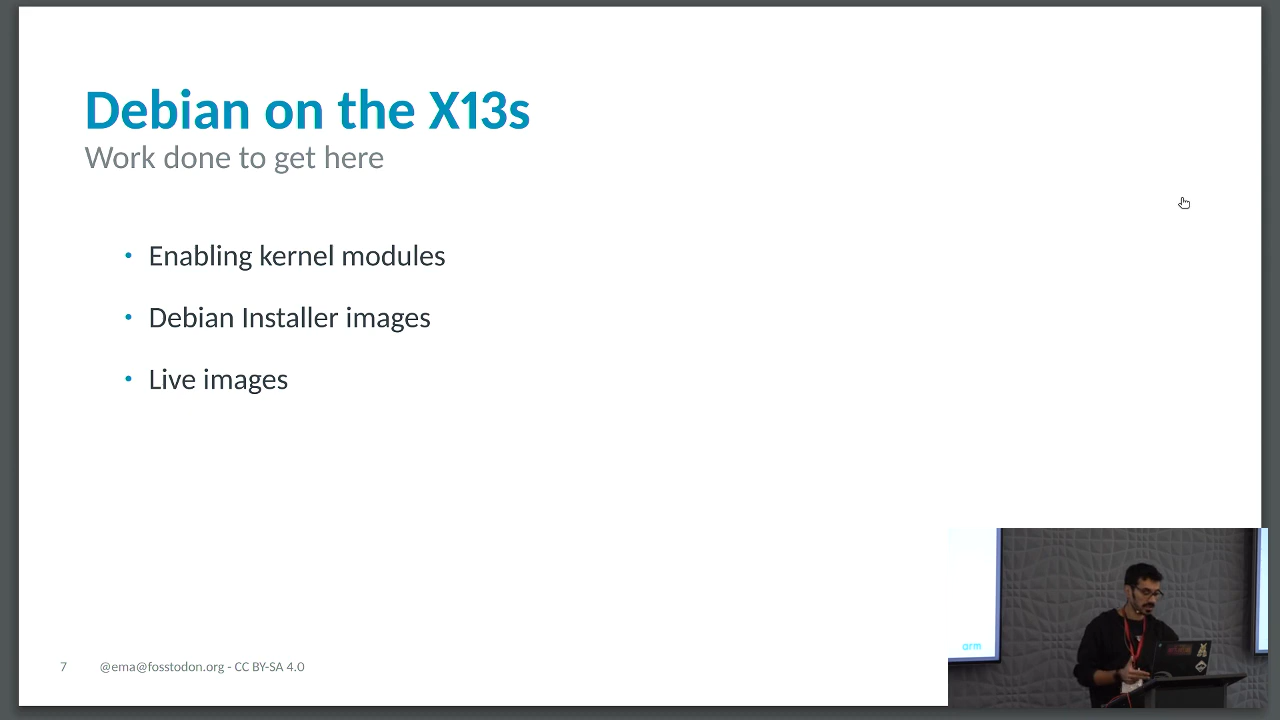 Debian on the X13s
Work done to get here
• Enabling kernel modules
• Debian Installer images
• Live images
arm
7 @ema@fosstodon.org - CC BY-SA 4.0